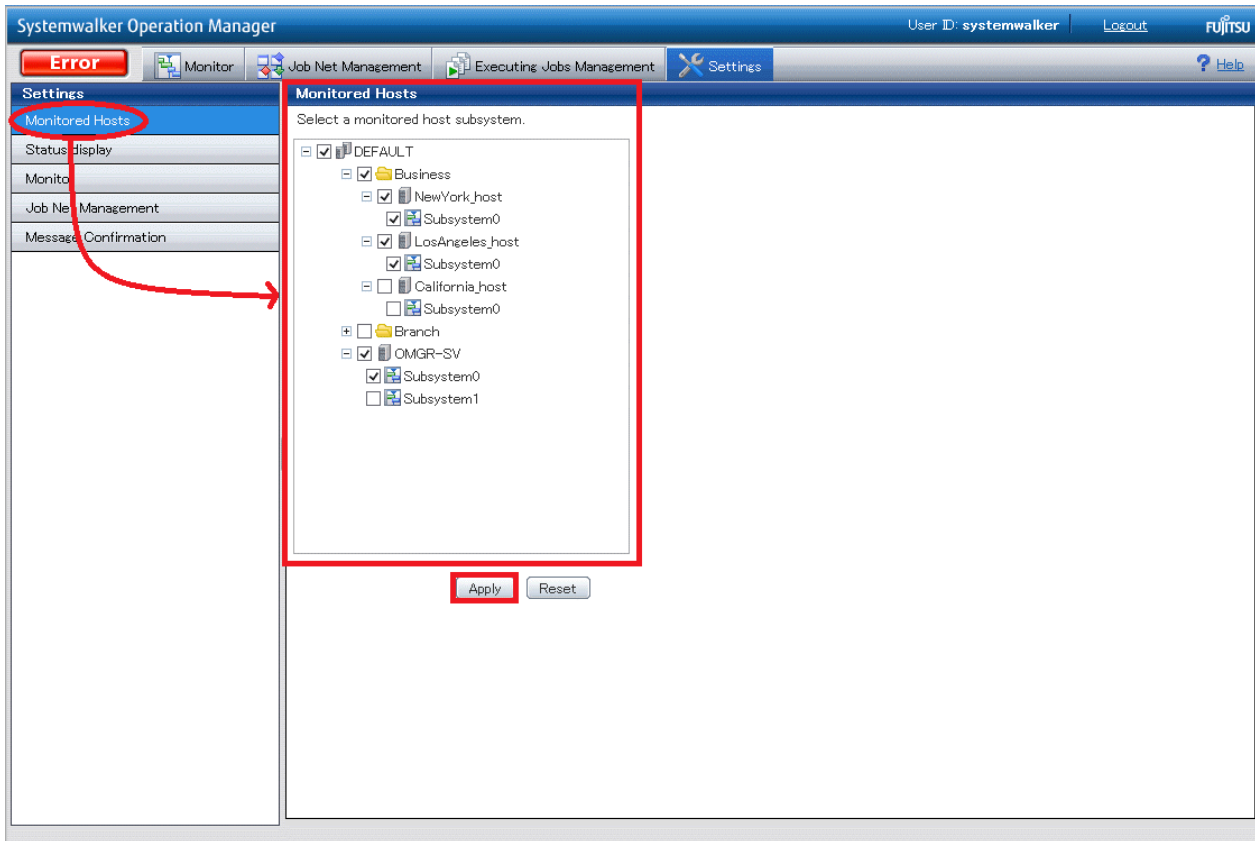 Systemwalker Operation Manager
User ID: systemwalker
Logout
FUJITSU
Error
Monitor
Job Net Management
Executing Jobs Management
Settings
? Help
Settings
Monitored Hosts
Status display
Monitor
Job Net Management
Message Confirmation
Monitored Hosts
Select a monitored host subsystem.
DEFAULT
Business
NewYork_host
Subsystem0
LosAngeles_host
Subsystem0
California_host
Subsystem0
Branch
OMGR-SV
Subsystem0
Subsystem1
Apply
Reset